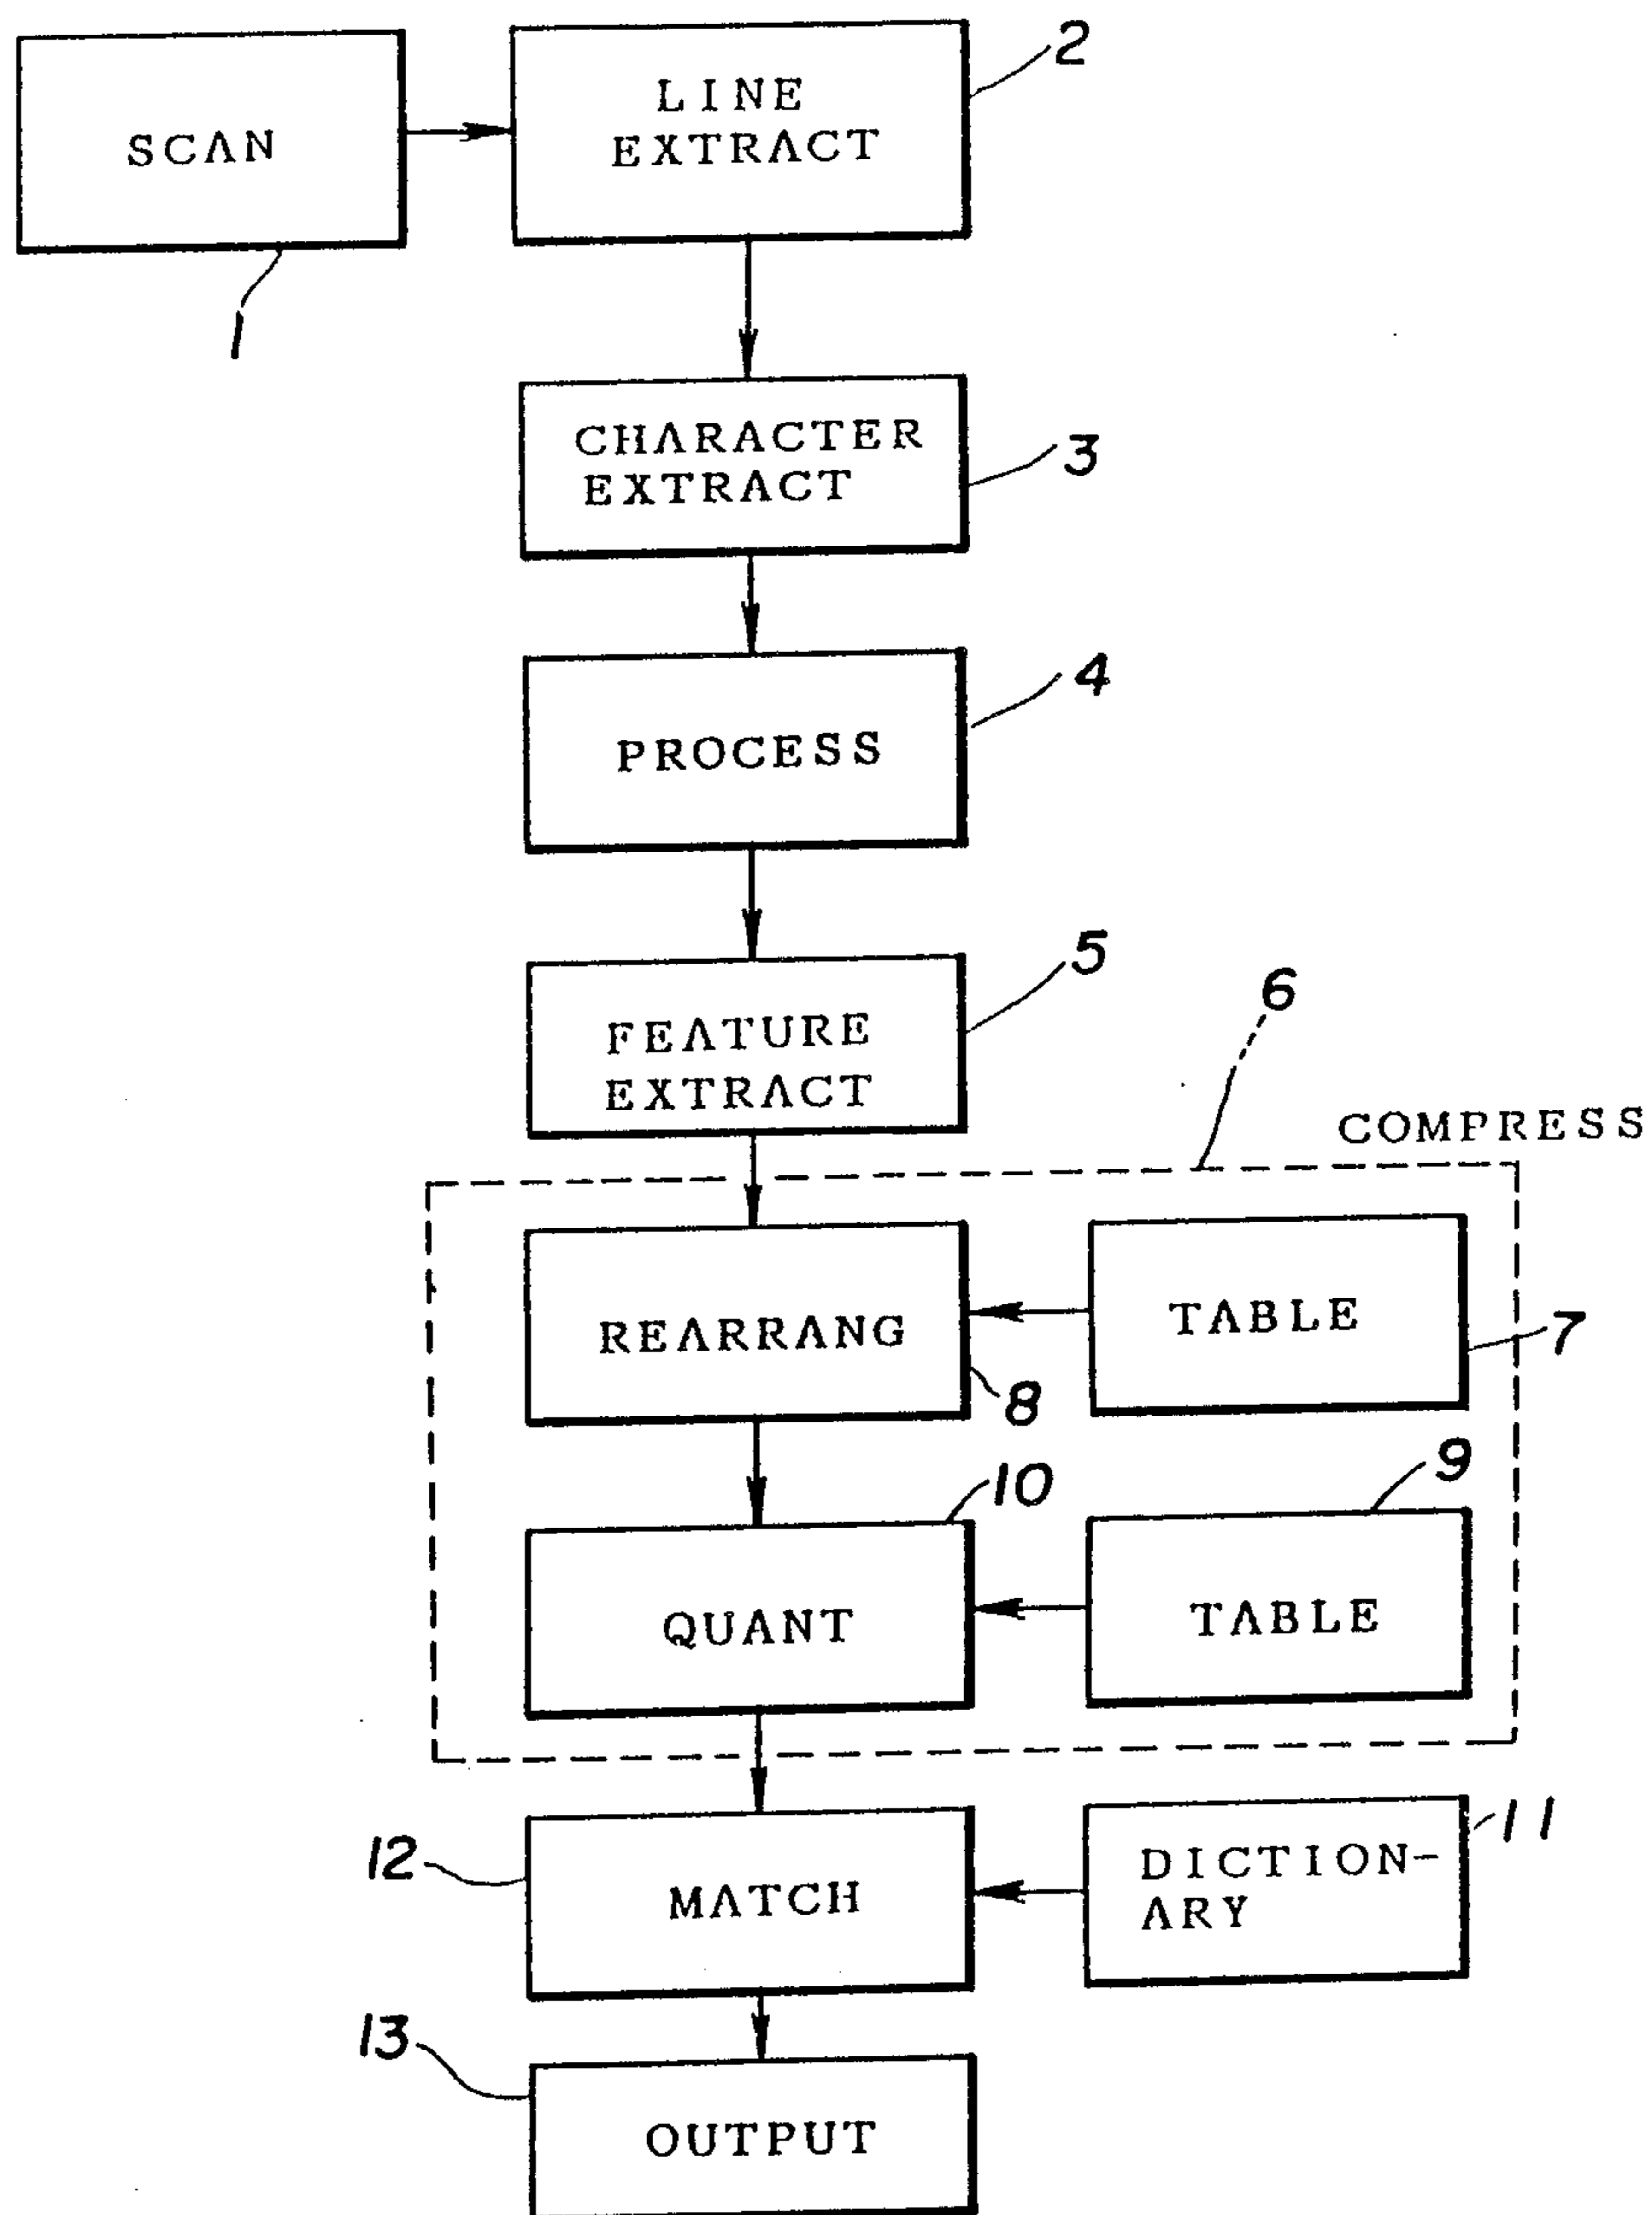 SCAN
1
LINE
EXTRACT
2
CHARACTER
EXTRACT
3
PROCESS
4
FEATURE
EXTRACT
5
6
COMPRESS
REARRANG
8
TABLE
7
QUANT
10
TABLE
9
MATCH
12
DICTION-
ARY
11
OUTPUT
13